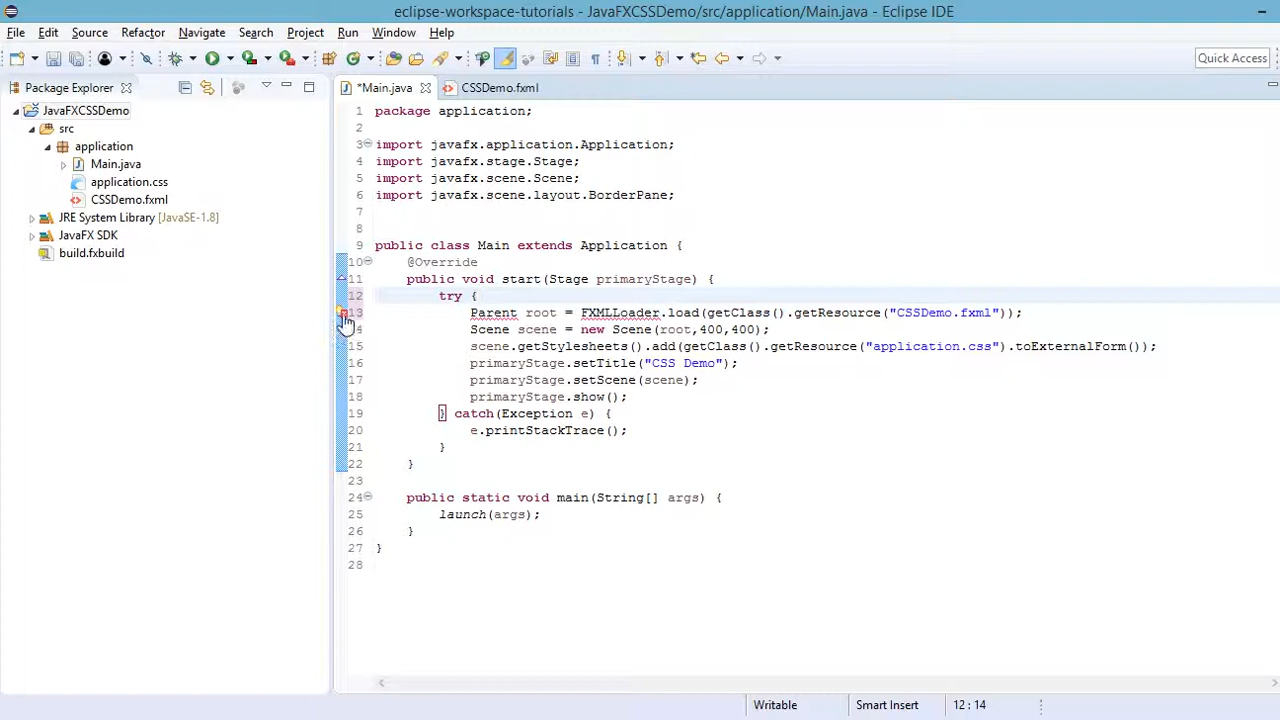 eclipse-workspace-tutorials - JavaFXCSSDemo/src/application/Main.java - Eclipse IDE
File Edit Source Refactor Navigate Search Project Run Window Help
Quick Access
Package Explorer
*Main.java
CSSDemo.fxml
JavaFXCSSDemo
src
application
Main.java
application.css
CSSDemo.fxml
JRE System Library [JavaSE-1.8]
JavaFX SDK
build.fxbuild
1 package application;
2
3 import javafx.application.Application;
4 import javafx.stage.Stage;
5 import javafx.scene.Scene;
6 import javafx.scene.layout.BorderPane;
7
8
9 public class Main extends Application {
10 @Override
11 public void start(Stage primaryStage) {
12 try {
13 Parent root = FXMLLoader.load(getClass().getResource("CSSDemo.fxml"));
14 Scene scene = new Scene(root,400,400);
15 scene.getStylesheets().add(getClass().getResource("application.css").toExternalForm());
16 primaryStage.setTitle("CSS Demo");
17 primaryStage.setScene(scene);
18 primaryStage.show();
19 } catch(Exception e) {
20 e.printStackTrace();
21 }
22 }
23
24 public static void main(String[] args) {
25 launch(args);
26 }
27 }
28
Writable Smart Insert 12 : 14